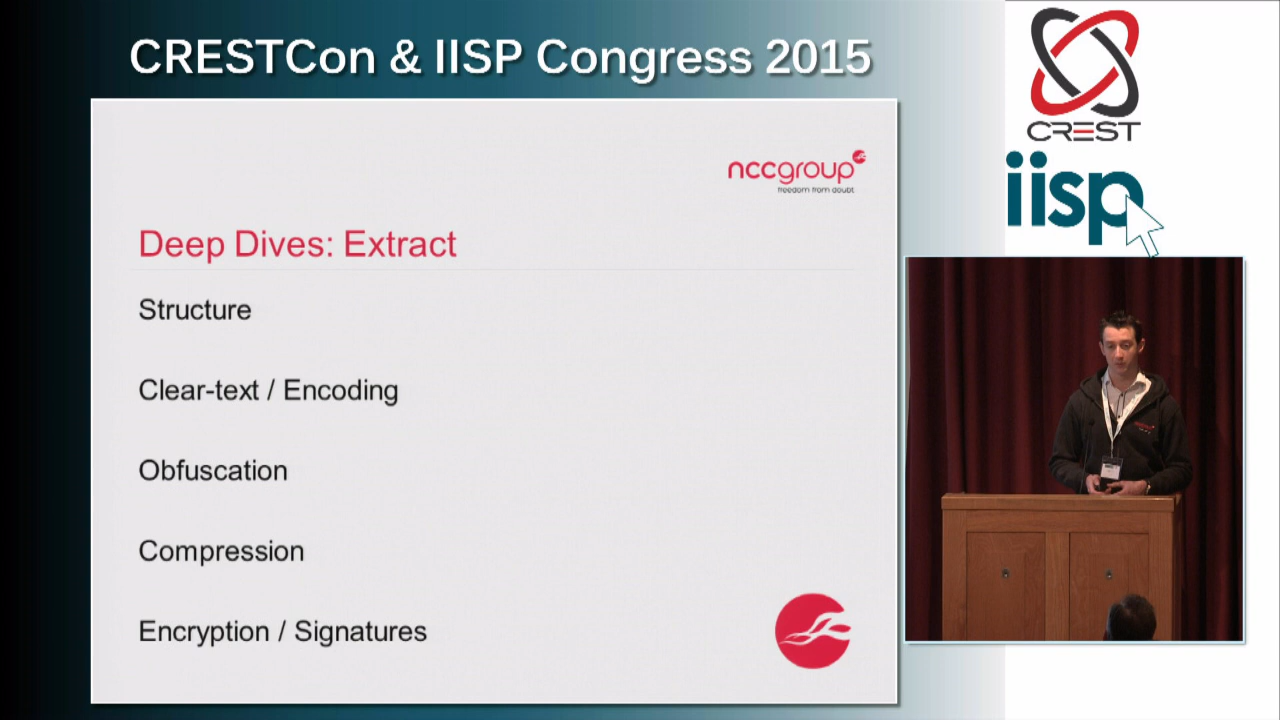 CRESTCon & IISP Congress 2015
CREST
iisp
nccgroup
freedom from doubt
Deep Dives: Extract
Structure
Clear-text / Encoding
Obfuscation
Compression
Encryption / Signatures